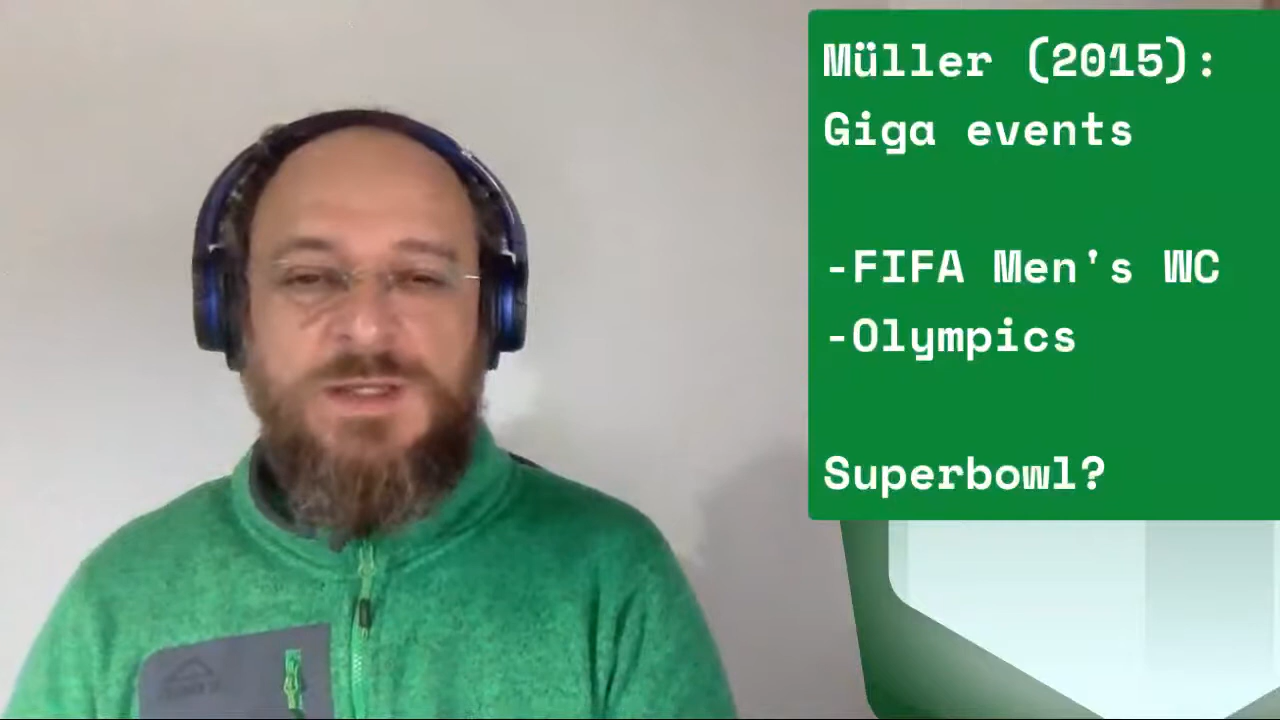 Müller (2015):
Giga events
-FIFA Men's WC
-Olympics
Superbowl?